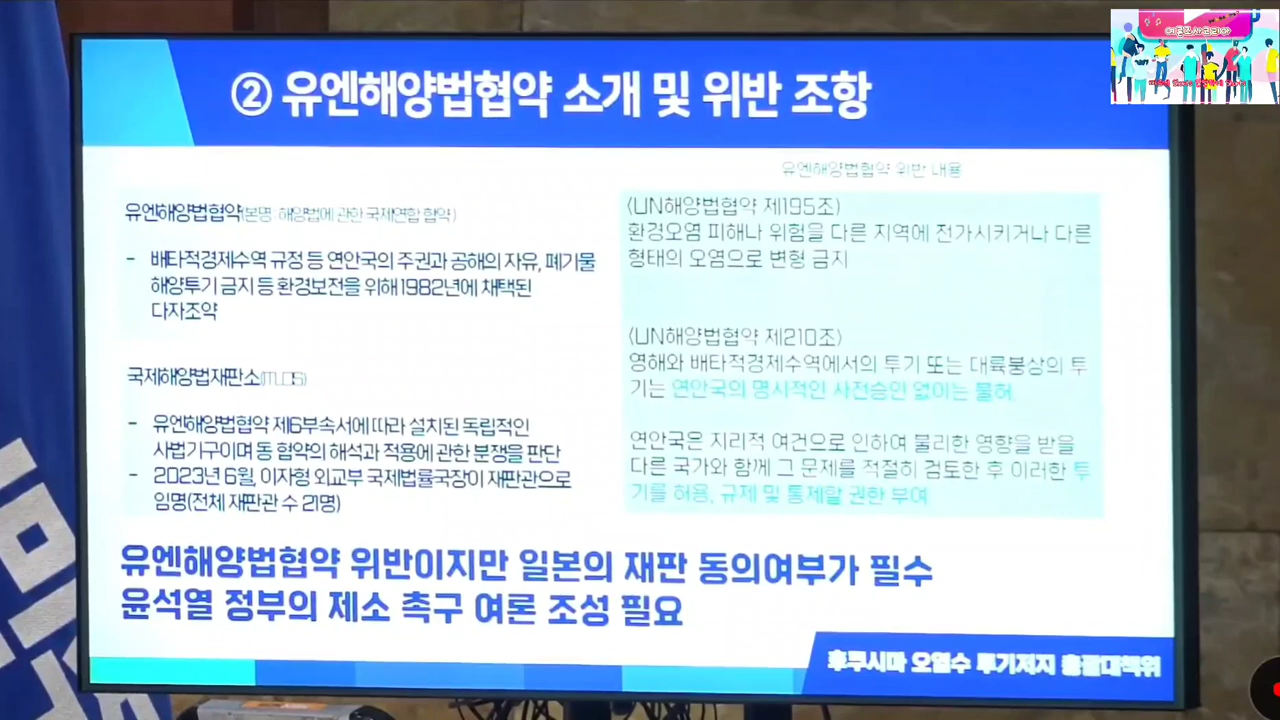 ② 유엔해양법협약 소개 및 위반 조항
유엔해양법협약(본명: 해양법에 관한 국제연합 협약)
- 배타적경제수역 규정 등 연안국의 주권과 공해의 자유, 폐기물
해양투기 금지 등 환경보전을 위해 1982년에 채택된
다자조약
국제해양법재판소(ITLOS)
- 유엔해양법협약 제6부속서에 따라 설치된 독립적인
사법기구이며 동 협약의 해석과 적용에 관한 분쟁을 판단
- 2023년 6월, 이자형 외교부 국제법률국장이 재판관으로
임명(전체 재판관 수 21명)
유엔해양법협약 위반 내용
(UN해양법협약 제195조)
환경오염 피해나 위험을 다른 지역에 전가시키거나 다른
형태의 오염으로 변형 금지
(UN해양법협약 제210조)
영해와 배타적경제수역에서의 투기 또는 대륙붕상의 투
기는 연안국의 명시적인 사전승인 없이는 불허,
연안국은 지리적 여건으로 인하여 불리한 영향을 받을
다른 국가와 함께 그 문제를 적절히 검토한 후 이러한 투
기를 허용, 규제 및 통제할 권한 부여
유엔해양법협약 위반이지만 일본의 재판 동의여부가 필수
윤석열 정부의 제소 촉구 여론 조성 필요
후쿠시마 오염수 투기저지 총괄대책위